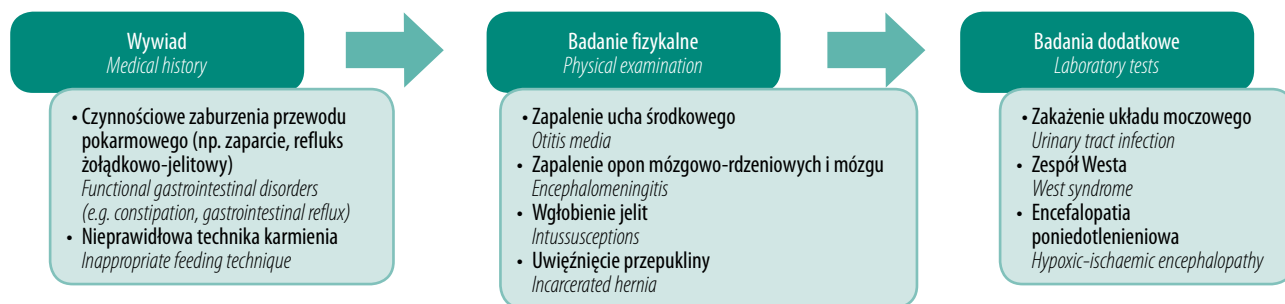 Wywiad
Medical history
• Czynnościowe zaburzenia przewodu
pokarmowego (np. zaparcie, refluks
żołądkowo-jelitowy)
Functional gastrointestinal disorders
(e.g. constipation, gastrointestinal reflux)
• Nieprawidłowa technika karmienia
Inappropriate feeding technique
Badanie fizykalne
Physical examination
• Zapalenie ucha środkowego
Otitis media
• Zapalenie opon mózgowo-rdzeniowych i mózgu
Encephalomeningitis
• Wgłobienie jelit
Intussusceptions
• Uwięźnięcie przepukliny
Incarcerated hernia
Badania dodatkowe
Laboratory tests
• Zakażenie układu moczowego
Urinary tract infection
• Zespół Westa
West syndrome
• Encefalopatia
poniedotlenieniowa
Hypoxic-ischaemic encephalopathy